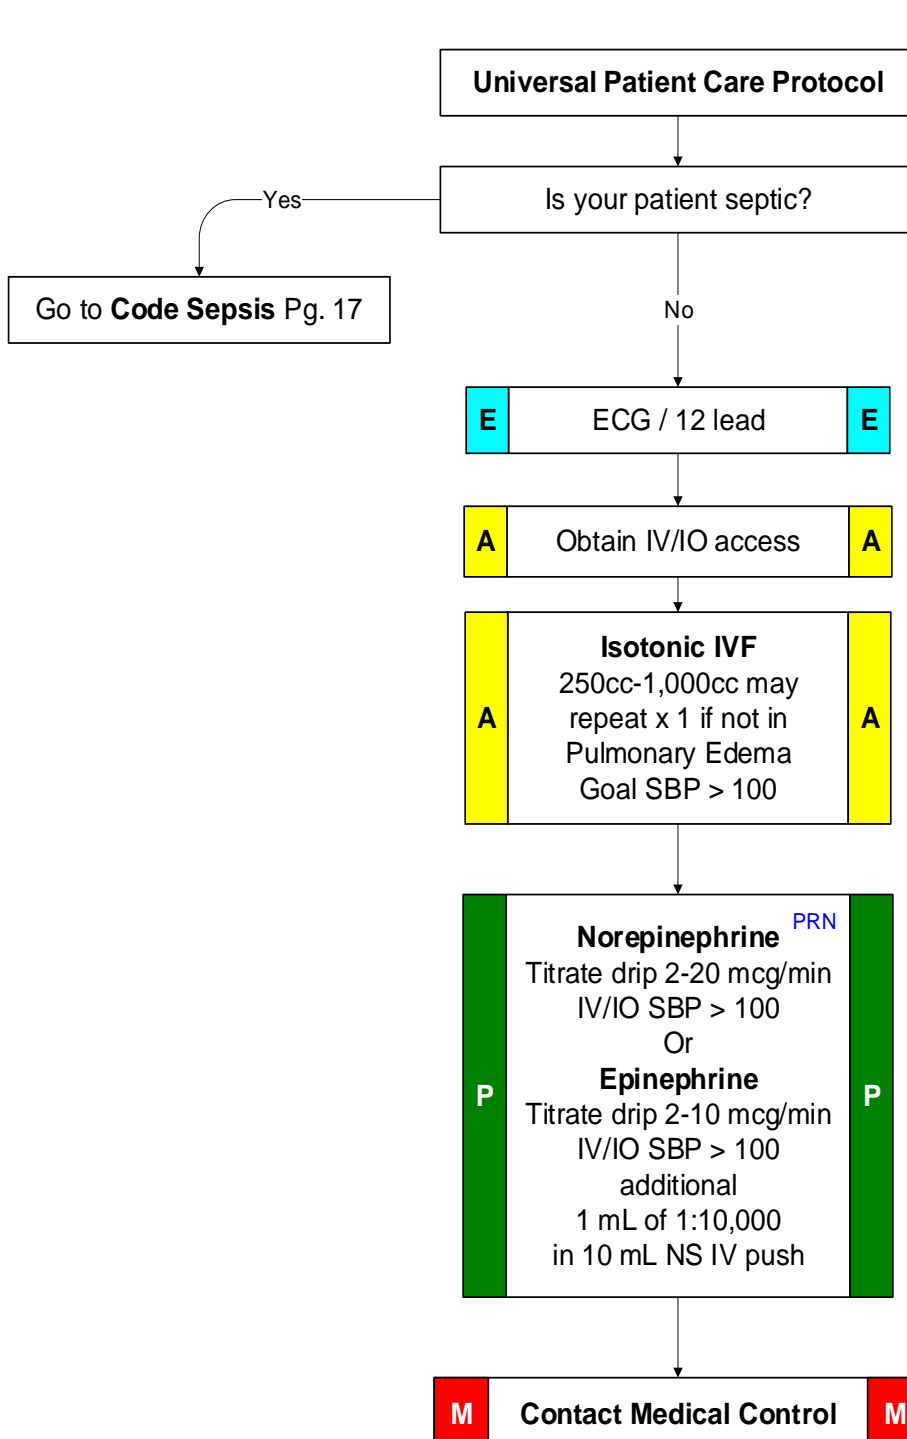 Universal Patient Care Protocol
Is your patient septic?
Yes
Go to Code Sepsis Pg. 17
No
E ECG / 12 lead E
A Obtain IV/IO access A
Isotonic IVF
250cc-1,000cc may
A repeat x 1 if not in A
Pulmonary Edema
Goal SBP > 100
Norepinephrine PRN
Titrate drip 2-20 mcg/min
IV/IO SBP > 100
Or
Epinephrine
P Titrate drip 2-10 mcg/min P
IV/IO SBP > 100
additional
1 mL of 1:10,000
in 10 mL NS IV push
M Contact Medical Control M